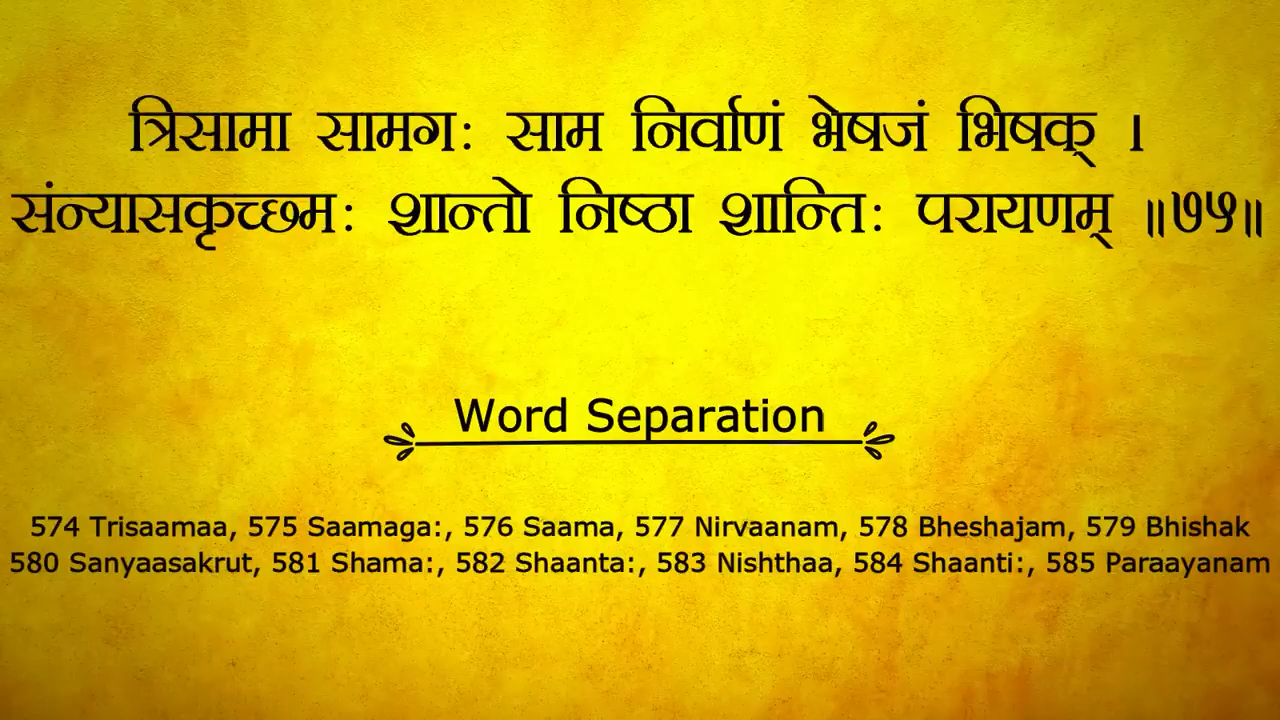 त्रिसामा सामगः साम निर्वाणं भेषजं भिषक् ।
संन्यासकृच्छमः शान्तो निष्ठा शान्तिः परायणम् ॥७५॥
Word Separation
574 Trisaamaa, 575 Saamaga:, 576 Saama, 577 Nirvaanam, 578 Bheshajam, 579 Bhishak
580 Sanyaasakrut, 581 Shama:, 582 Shaanta:, 583 Nishthaa, 584 Shaanti:, 585 Paraayanam